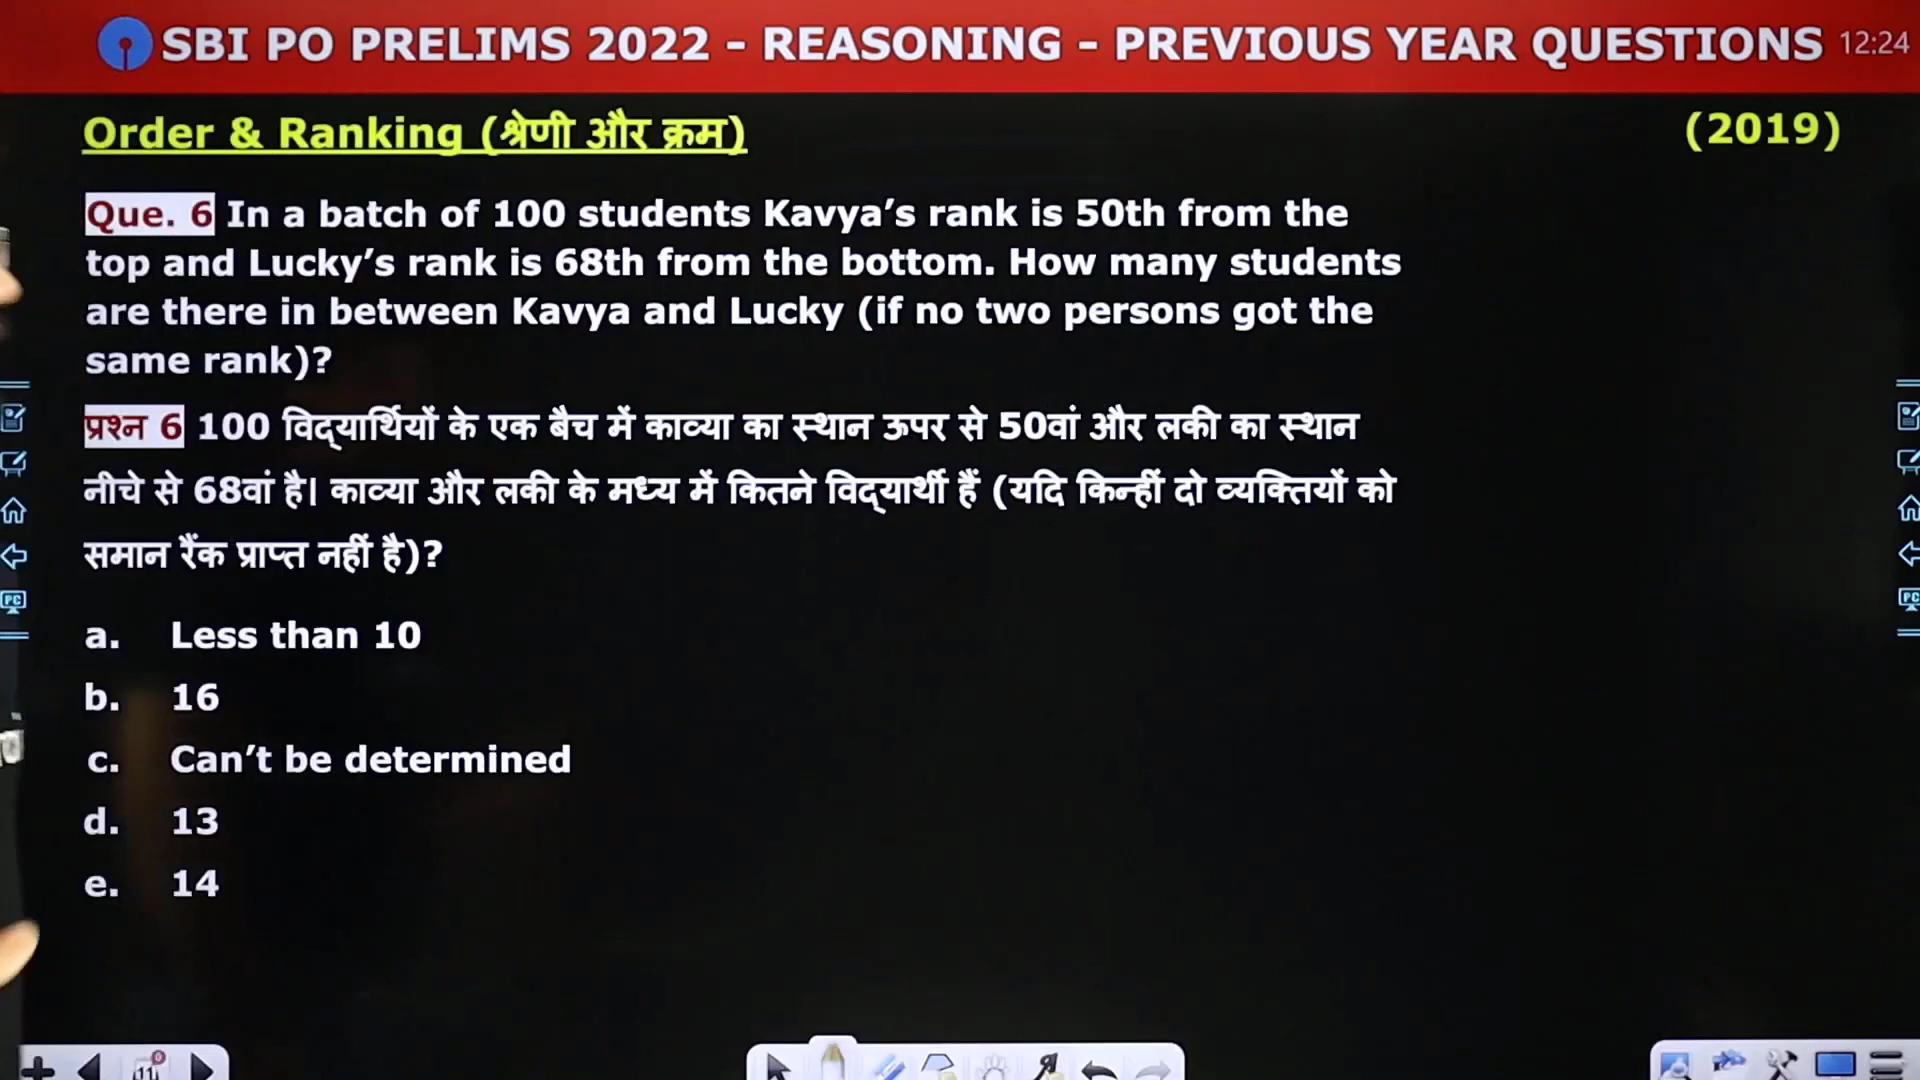 SBI PO PRELIMS 2022 - REASONING - PREVIOUS YEAR QUESTIONS 12:24
Order & Ranking (श्रेणी और क्रम) (2019)
Que. 6 In a batch of 100 students Kavya’s rank is 50th from the
top and Lucky’s rank is 68th from the bottom. How many students
are there in between Kavya and Lucky (if no two persons got the
same rank)?
प्रश्न 6 100 विद्यार्थियों के एक बैच में काव्या का स्थान ऊपर से 50वां और लकी का स्थान
नीचे से 68वां है। काव्या और लकी के मध्य में कितने विद्यार्थी हैं (यदि किन्हीं दो व्यक्तियों को
समान रैंक प्राप्त नहीं है)?
a. Less than 10
b. 16
c. Can’t be determined
d. 13
e. 14
PC
PC
0
11